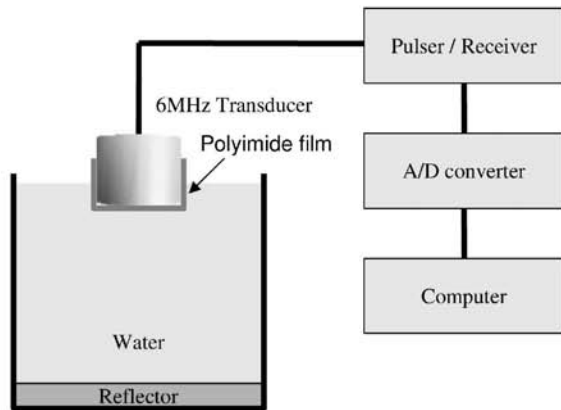 Pulser / Receiver
6MHz Transducer
Polyimide film
A/D converter
Computer
Water
Reflector